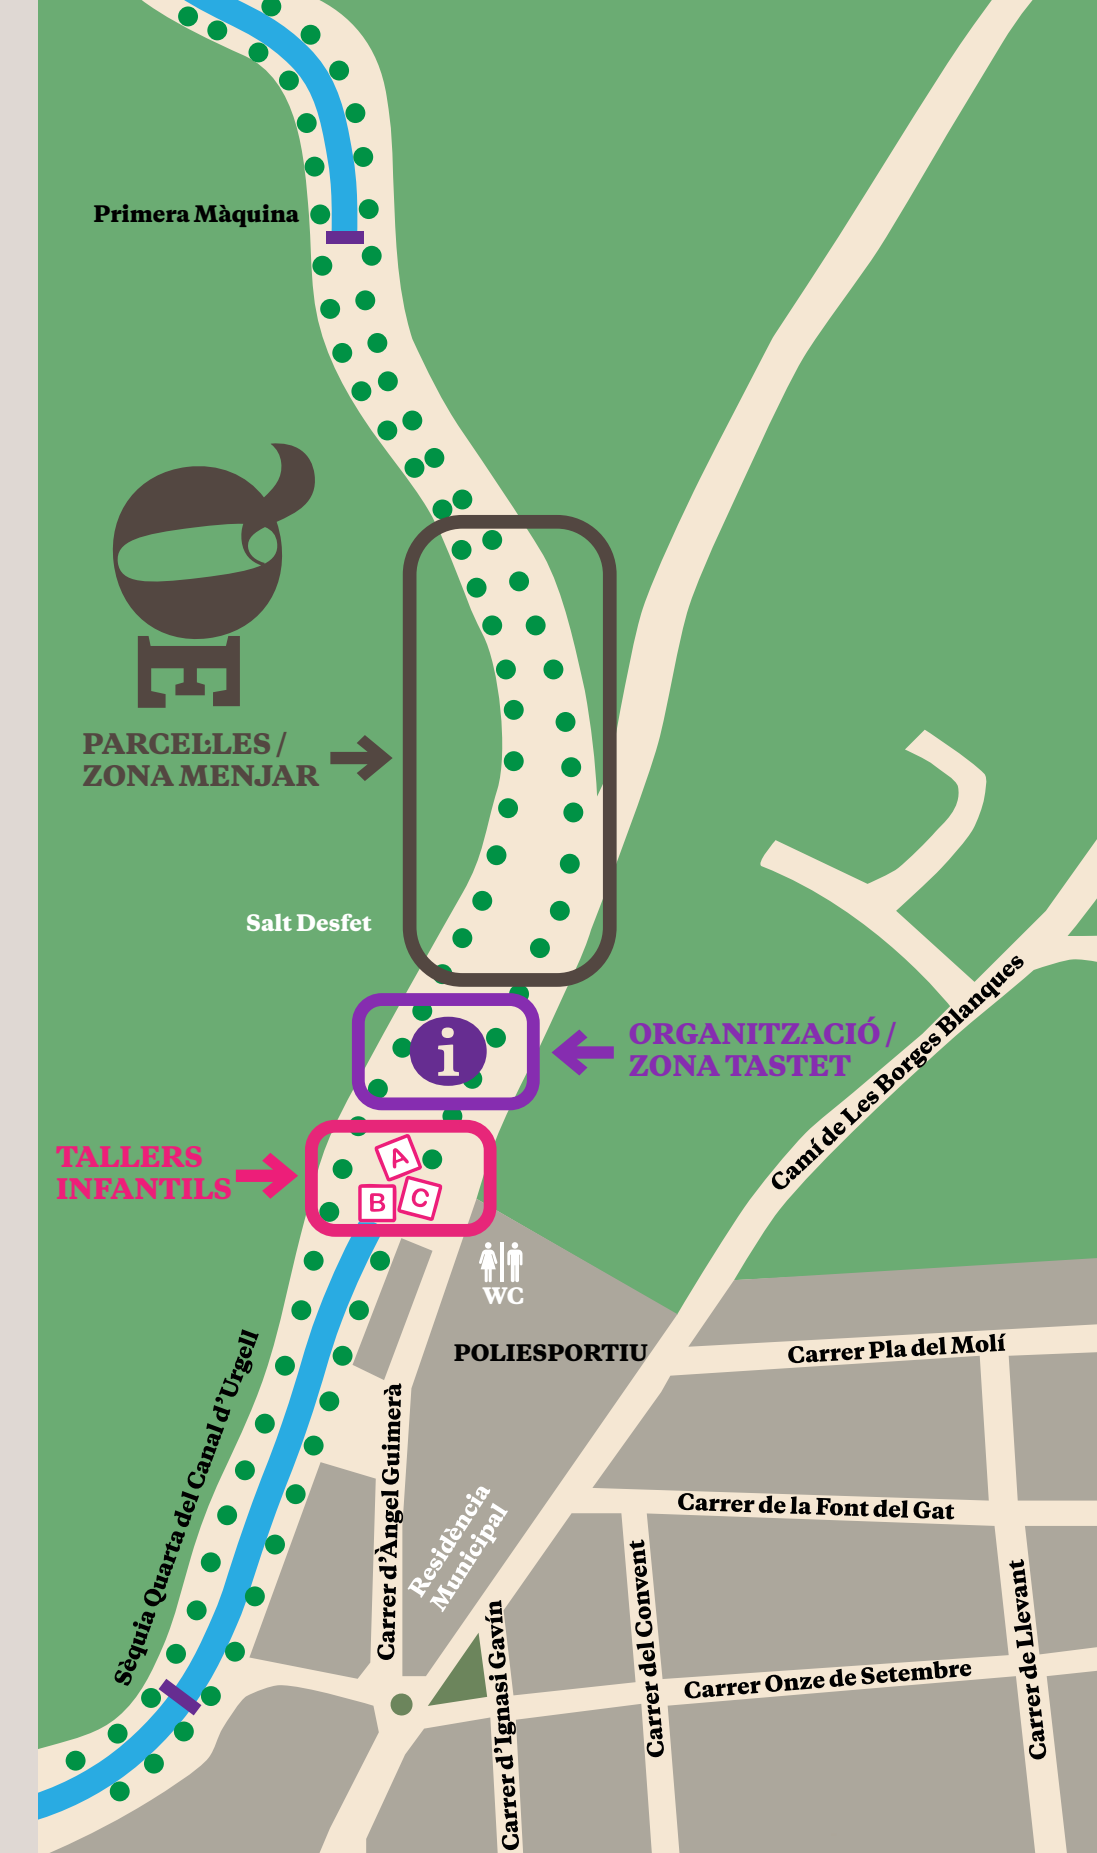 Primera Màquina
PARCEL·LES /
ZONA MENJAR
Salt Desfet
i
ORGANITZACIÓ /
ZONA TASTET
Camí de Les Borges Blanques
TALLERS
INFANTILS
A
B
C
WC
POLIESPORTIU
Carrer Pla del Molí
Sèquia Quarta del Canal d'Urgell
Carrer d'Àngel Guimerà
Residència
Municipal
Carrer de la Font del Gat
Carrer d'Ignasi Gavín
Carrer del Convent
Carrer Onze de Setembre
Carrer de Llevant